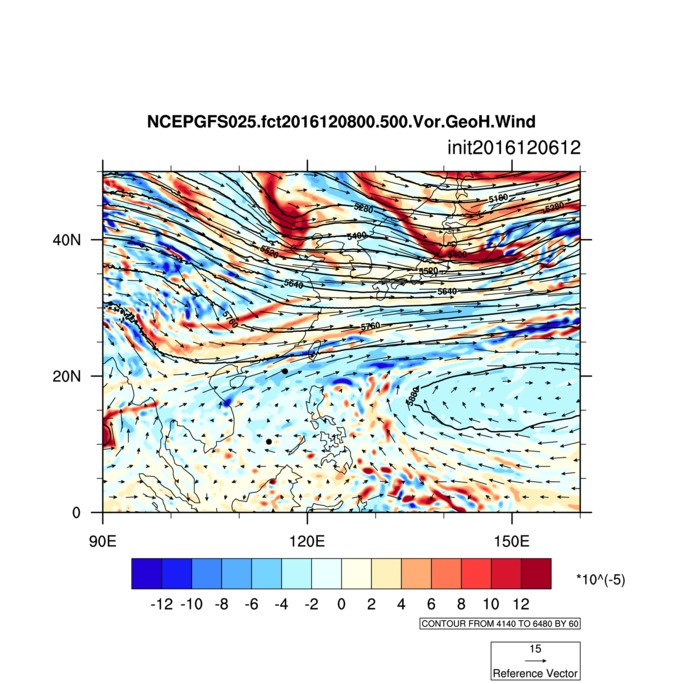 NCEPGFS025.fct2016120800.500.Vor.GeoH.Wind
init2016120612
5160
5280
5280
40N
5400
5400
5520
5520
5640
5640
5760
5760
20N
5880
0
90E 120E 150E
-12 -10 -8 -6 -4 -2 0 2 4 6 8 10 12
*10^(-5)
CONTOUR FROM 4140 TO 6480 BY 60
15
Reference Vector